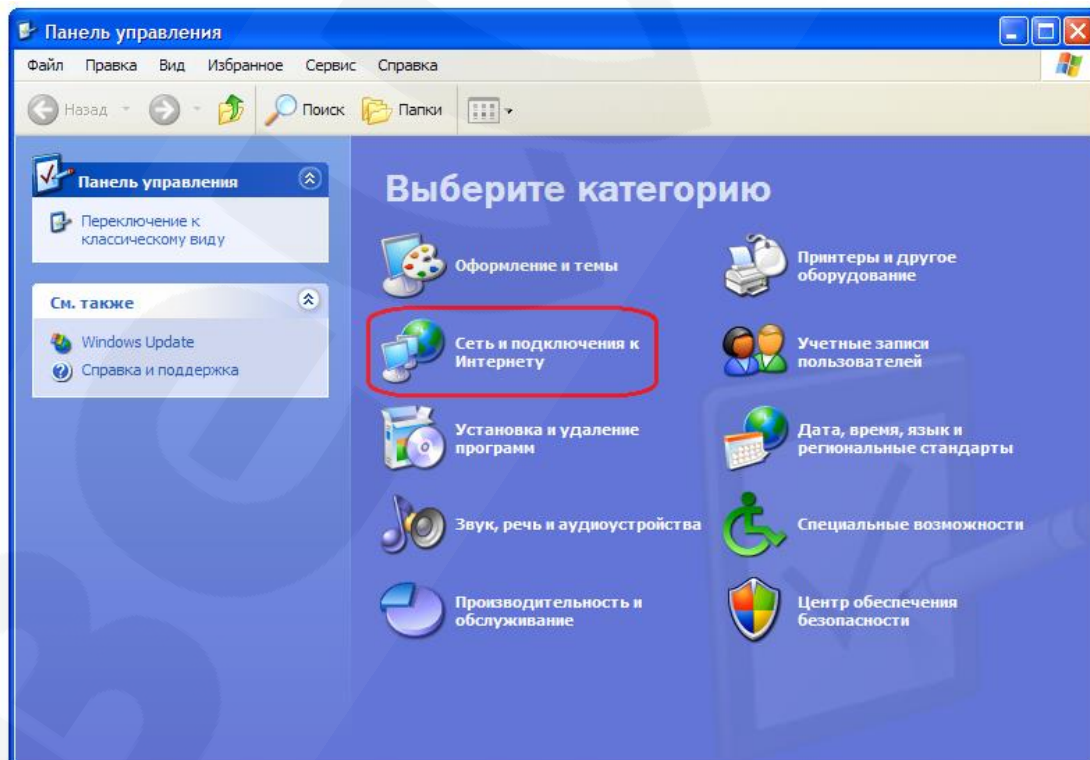 Панель управления
Файл Правка Вид Избранное Сервис Справка
Назад Поиск Папки
Панель управления
Переключение к
классическому виду
См. также
Windows Update
Справка и поддержка
Выберите категорию
Оформление и темы
Принтеры и другое
оборудование
Сеть и подключения к
Интернету
Учетные записи
пользователей
Установка и удаление
программ
Дата, время, язык и
региональные стандарты
Звук, речь и аудиоустройства
Специальные возможности
Производительность и
обслуживание
Центр обеспечения
безопасности